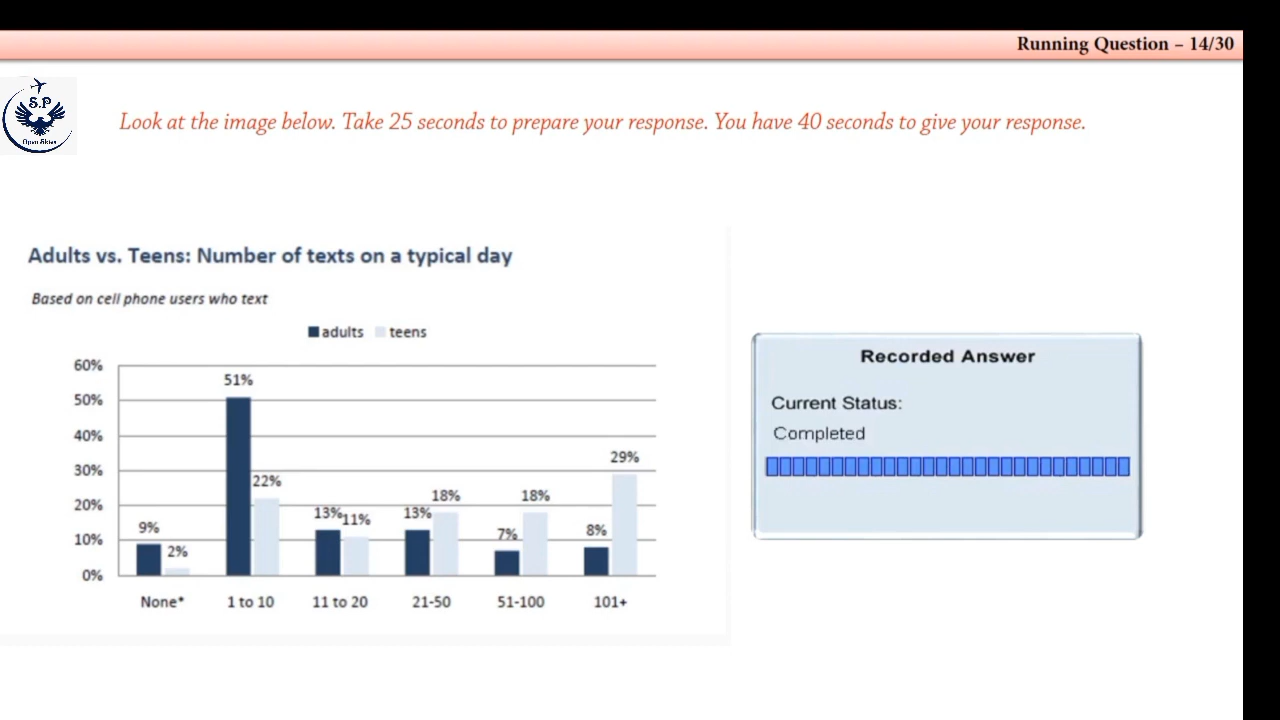 Running Question – 14/30
S.P
Open Skies
Look at the image below. Take 25 seconds to prepare your response. You have 40 seconds to give your response.
Adults vs. Teens: Number of texts on a typical day
Based on cell phone users who text
adults teens
60%
50%
40%
30%
20%
10%
0%
9% 2%
51% 22%
13% 11%
13% 18%
7% 18%
8% 29%
None* 1 to 10 11 to 20 21-50 51-100 101+
Recorded Answer
Current Status:
Completed